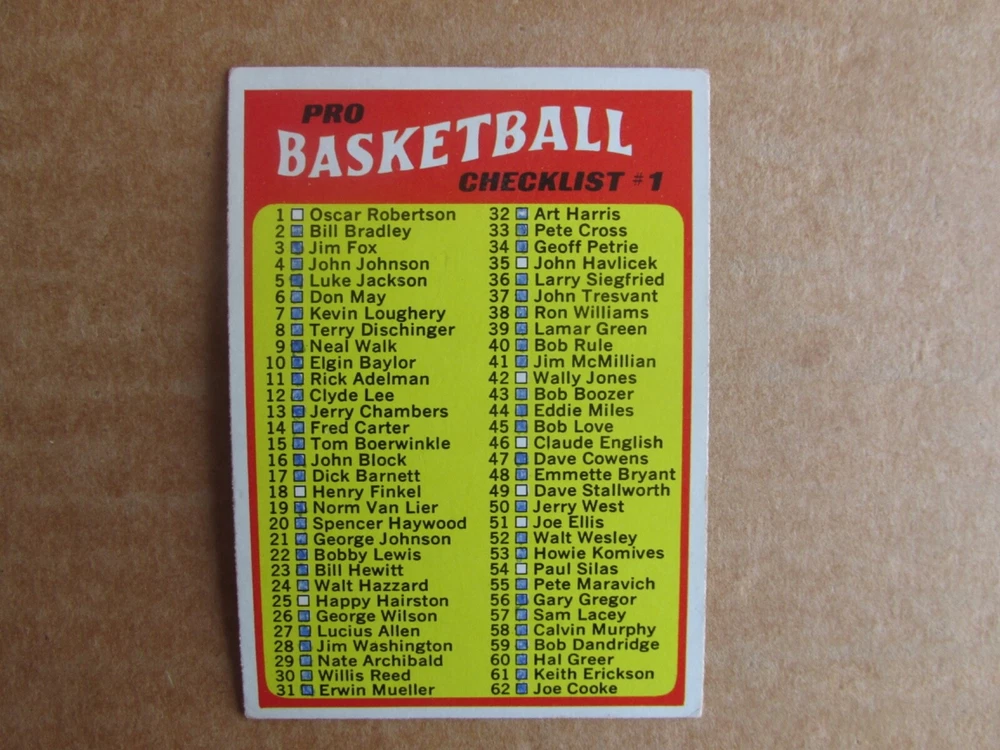 PRO
BASKETBALL
CHECKLIST #1
1 Oscar Robertson
2 Bill Bradley
3 Jim Fox
4 John Johnson
5 Luke Jackson
6 Don May
7 Kevin Loughery
8 Terry Dischinger
9 Neal Walk
10 Elgin Baylor
11 Rick Adelman
12 Clyde Lee
13 Jerry Chambers
14 Fred Carter
15 Tom Boerwinkle
16 John Block
17 Dick Barnett
18 Henry Finkel
19 Norm Van Lier
20 Spencer Haywood
21 George Johnson
22 Bobby Lewis
23 Bill Hewitt
24 Walt Hazzard
25 Happy Hairston
26 George Wilson
27 Lucius Allen
28 Jim Washington
29 Nate Archibald
30 Willis Reed
31 Erwin Mueller
32 Art Harris
33 Pete Cross
34 Geoff Petrie
35 John Havlicek
36 Larry Siegfried
37 John Tresvant
38 Ron Williams
39 Lamar Green
40 Bob Rule
41 Jim McMillian
42 Wally Jones
43 Bob Boozer
44 Eddie Miles
45 Bob Love
46 Claude English
47 Dave Cowens
48 Emmette Bryant
49 Dave Stallworth
50 Jerry West
51 Joe Ellis
52 Walt Wesley
53 Howie Komives
54 Paul Silas
55 Pete Maravich
56 Gary Gregor
57 Sam Lacey
58 Calvin Murphy
59 Bob Dandridge
60 Hal Greer
61 Keith Erickson
62 Joe Cooke